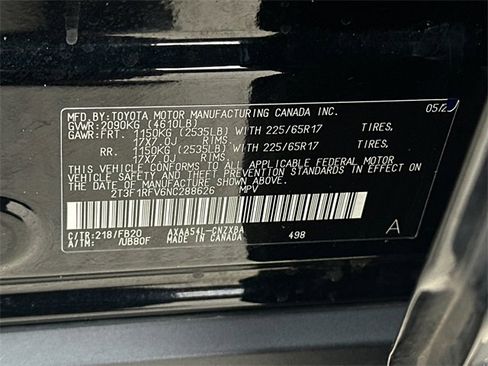 MFD.BY:TOYOTA MOTOR MANUFACTURING CANADA INC.
GVWR:2090KG (4610LB)
GAWR:FRT. 1150KG (2535LB) WITH 225/65R17 TIRES,
17X7.0J RIMS
RR. 1150KG (2535LB) WITH 225/65R17 TIRES,
17X7.0J RIMS
THIS VEHICLE CONFORMS TO ALL APPLICABLE FEDERAL MOTOR
VEHICLE SAFETY AND THEFT PREVENTION STANDARDS IN EFFECT ON
THE DATE OF MANUFACTURE SHOWN ABOVE.
2T3F1RFV6NC288626 MPV
C/TR:218/FB20 AXAA54L-CNZXBA
A/TM: /UB80F MADE IN CANADA 498
A